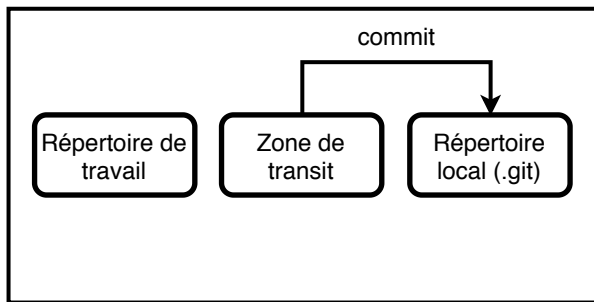 commit
Répertoire de
travail
Zone de
transit
Répertoire
local (.git)